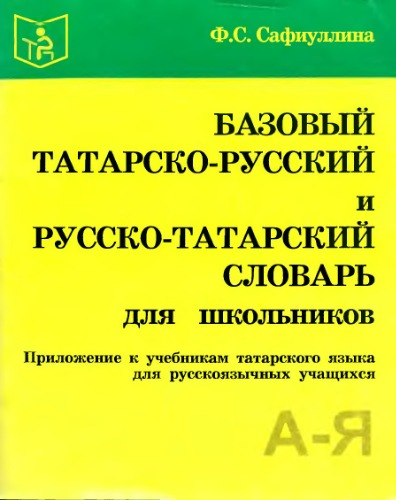 Ф.С. Сафиуллина
БАЗОВЫЙ
ТАТАРСКО-РУССКИЙ
и
РУССКО-ТАТАРСКИЙ
СЛОВАРЬ
для школьников
Приложение к учебникам татарского языка
для русскоязычных учащихся
А-Я